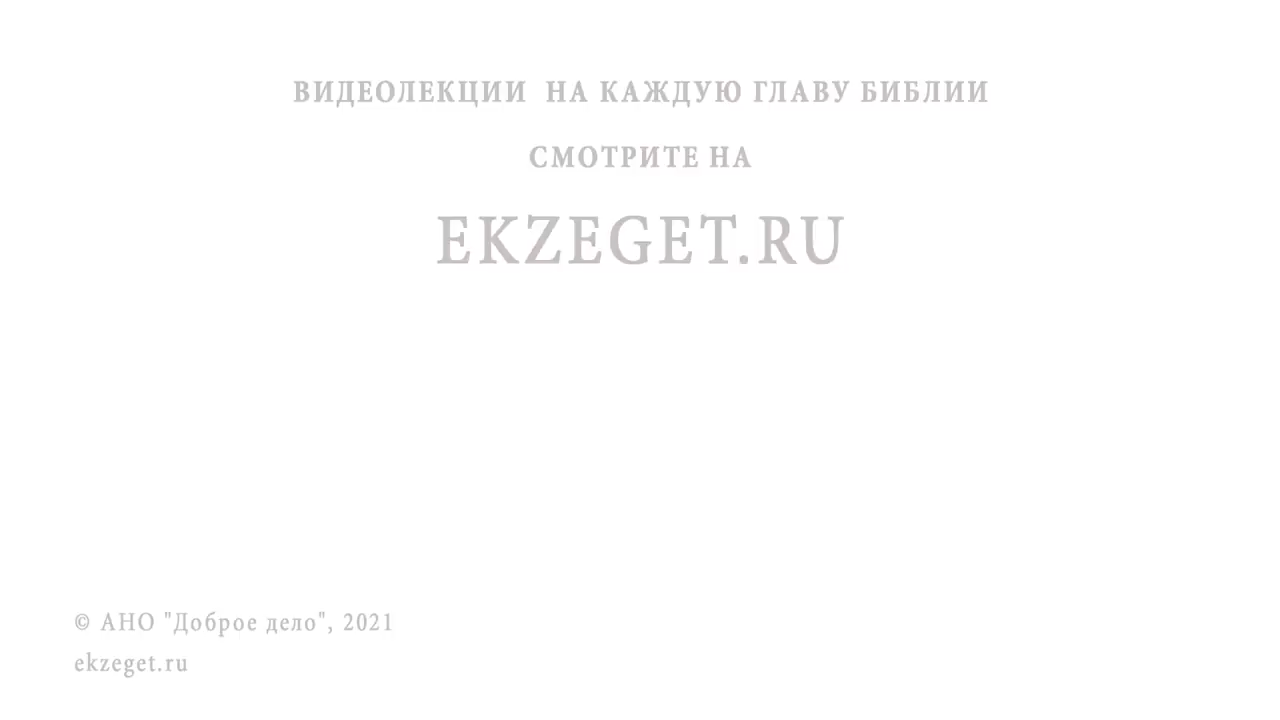 ВИДЕОЛЕКЦИИ НА КАЖДУЮ ГЛАВУ БИБЛИИ
СМОТРИТЕ НА
EKZEGET.RU
© АНО "Доброе дело", 2021
ekzeget.ru